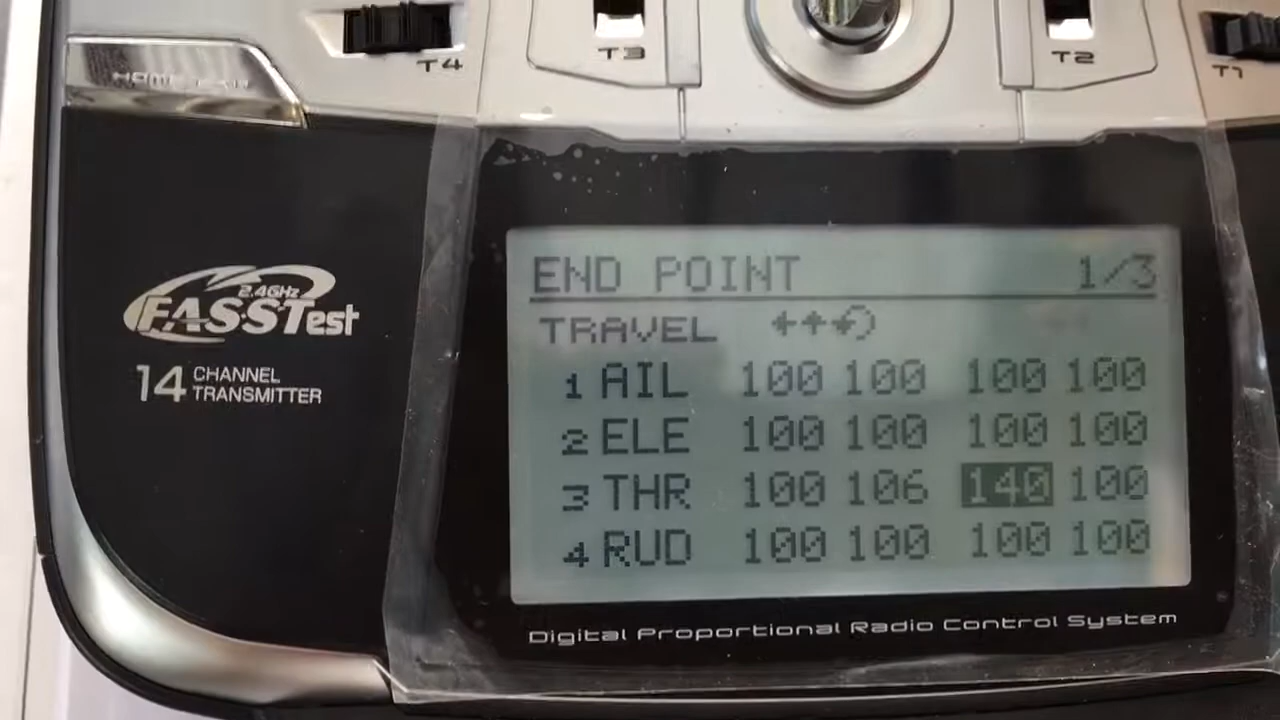 T4
T3
T2
T1
END POINT 1/3
TRAVEL
1 AIL 100 100 100 100
2 ELE 100 100 100 100
3 THR 100 106 140 100
4 RUD 100 100 100 100
2.4GHz
FASSTest
14 CHANNEL
TRANSMITTER
Digital Proportional Radio Control System